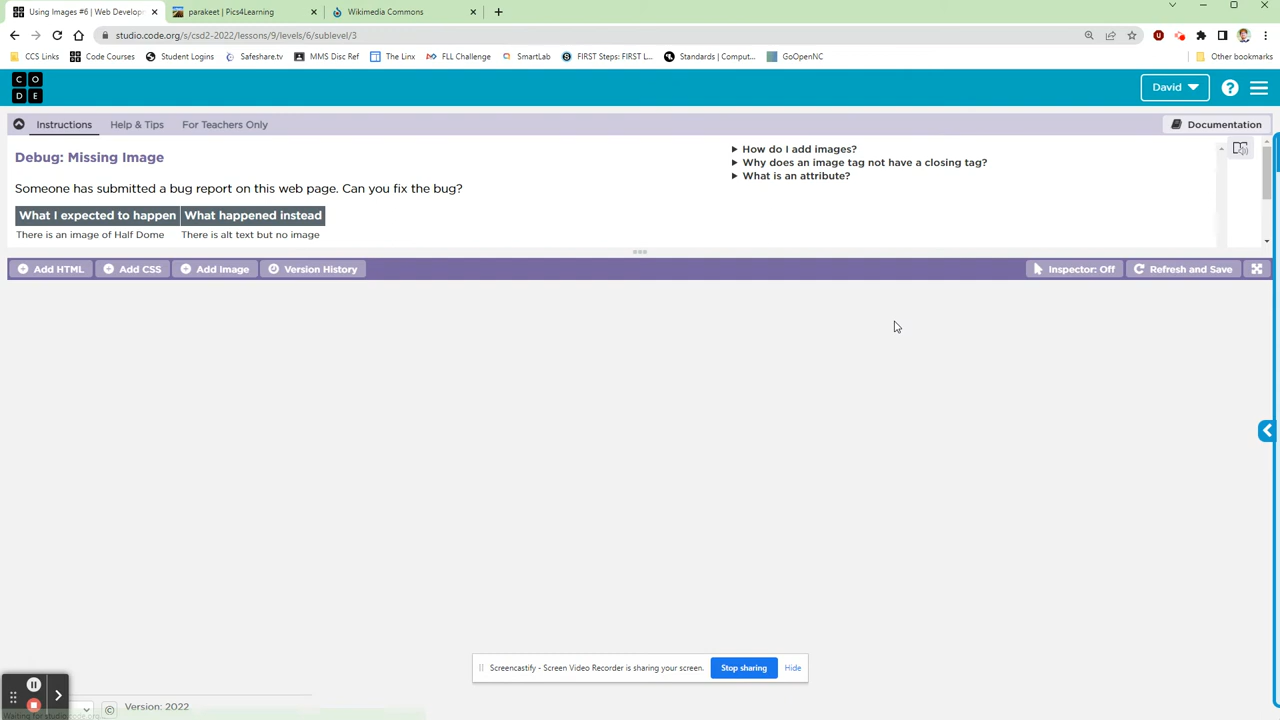 Using Images #6 | Web Develop
parakeet | Pics4Learning
Wikimedia Commons
studio.code.org/s/csd2-2022/lessons/9/levels/6/sublevel/3
CCS Links
Code Courses
Student Logins
Safeshare.tv
MMS Disc Ref
The Linx
FLL Challenge
SmartLab
FIRST Steps: FIRST L...
Standards | Comput...
GoOpenNC
Other bookmarks
C O
D E
David
Instructions
Help & Tips
For Teachers Only
Documentation
Debug: Missing Image
Someone has submitted a bug report on this web page. Can you fix the bug?
What I expected to happen What happened instead
There is an image of Half Dome There is alt text but no image
How do I add images?
Why does an image tag not have a closing tag?
What is an attribute?
Add HTML
Add CSS
Add Image
Version History
Inspector: Off
Refresh and Save
Screencastify - Screen Video Recorder is sharing your screen.
Stop sharing
Hide
© Version: 2022